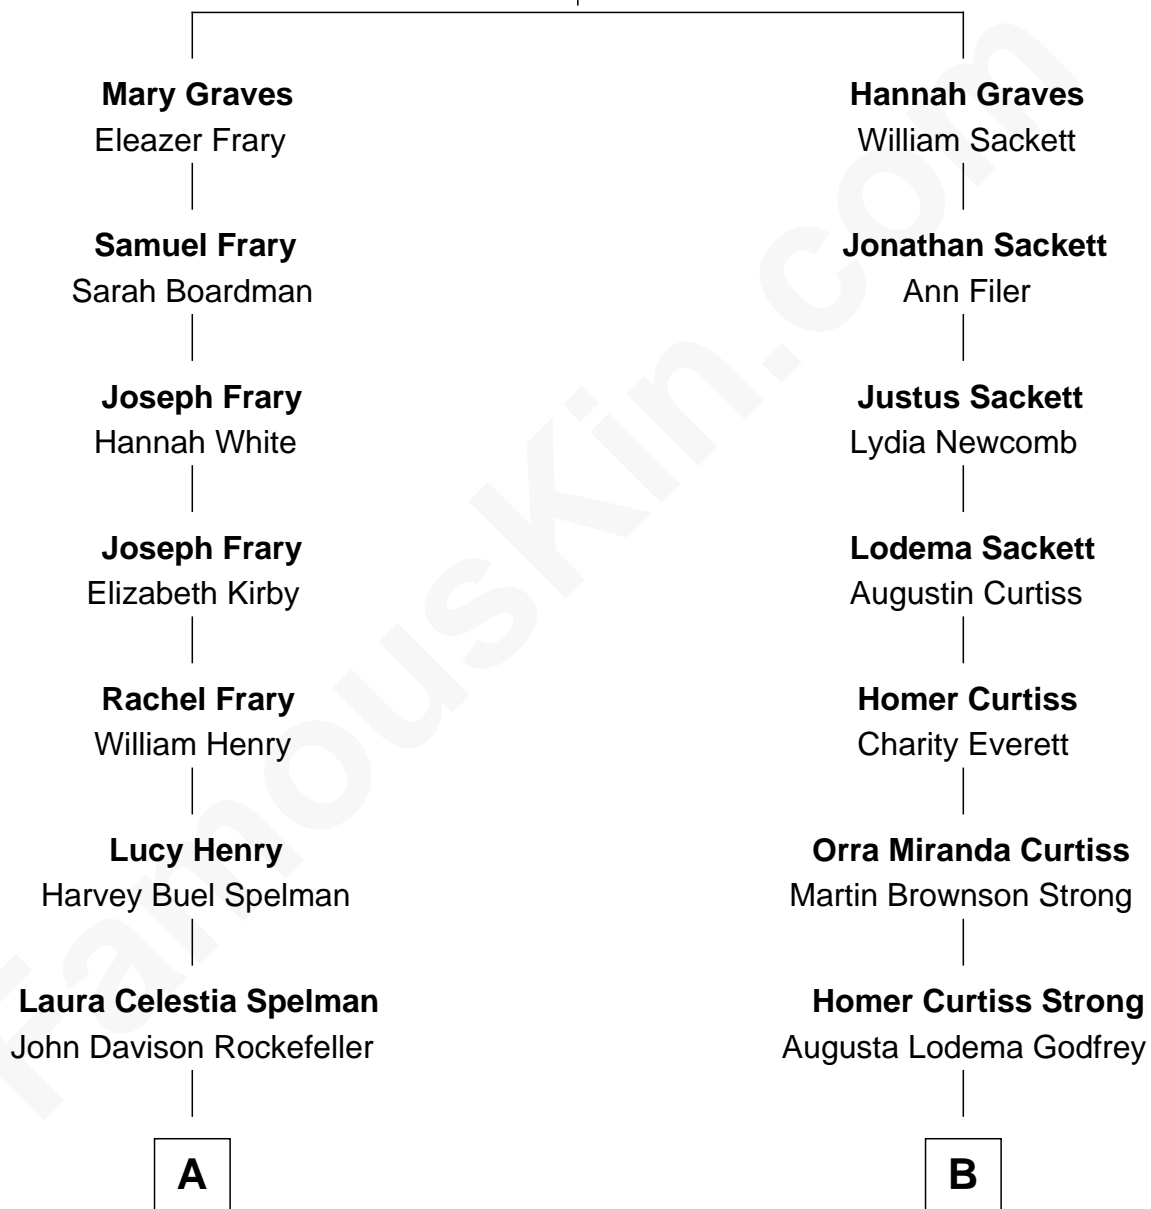 Mary Graves
Eleazer Frary
Hannah Graves
William Sackett
Samuel Frary
Sarah Boardman
Jonathan Sackett
Ann Filer
Joseph Frary
Hannah White
Justus Sackett
Lydia Newcomb
Joseph Frary
Elizabeth Kirby
Lodema Sackett
Augustin Curtiss
Rachel Frary
William Henry
Homer Curtiss
Charity Everett
Lucy Henry
Harvey Buel Spelman
Orra Miranda Curtiss
Martin Brownson Strong
Laura Celestia Spelman
John Davison Rockefeller
Homer Curtiss Strong
Augusta Lodema Godfrey
A
B
FamousKin.com